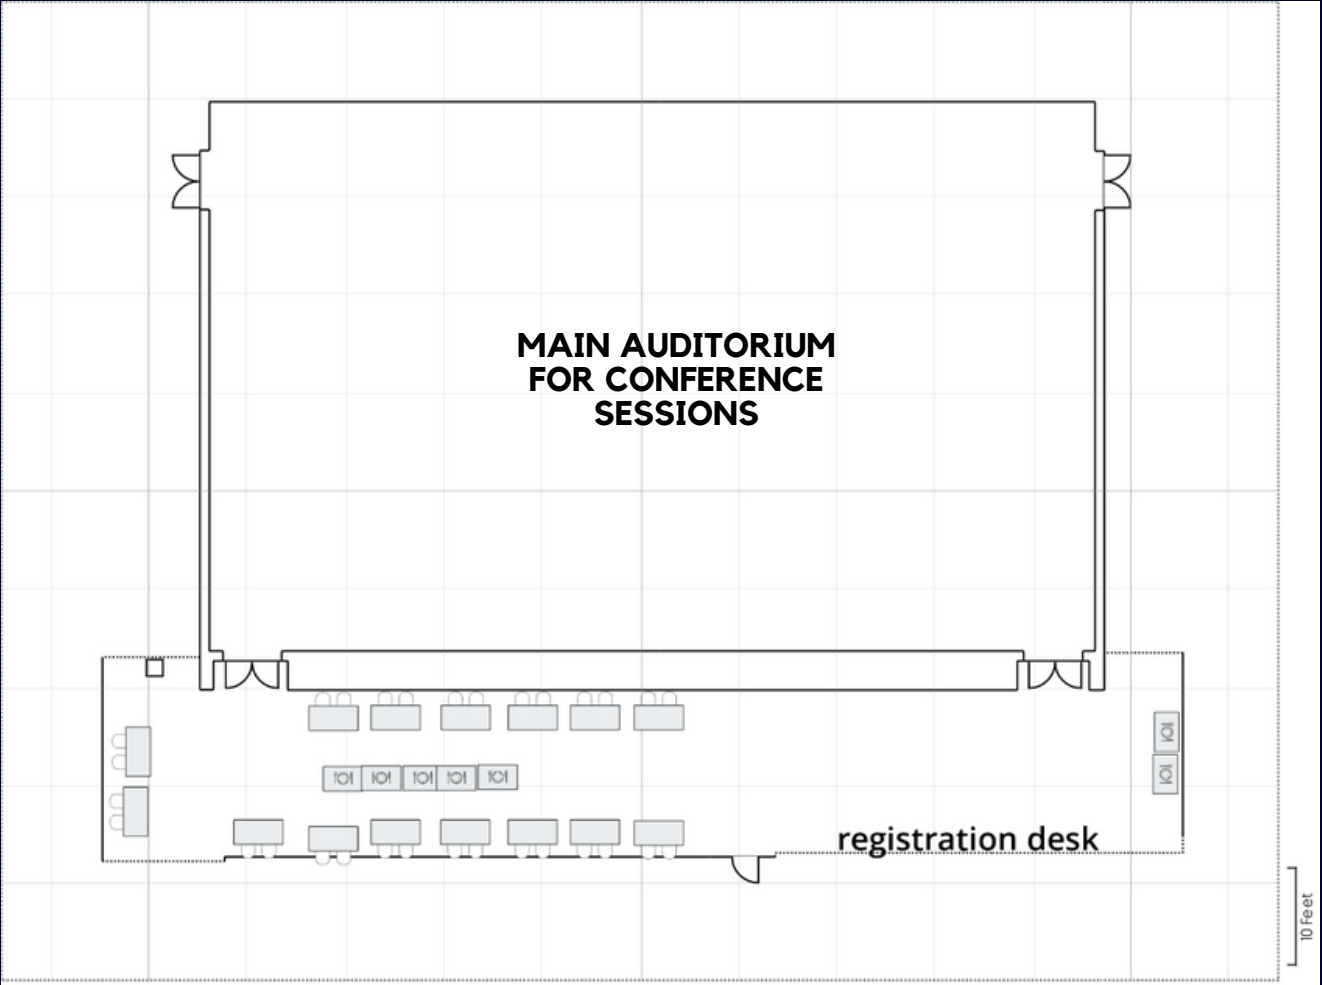 MAIN AUDITORIUM
FOR CONFERENCE
SESSIONS
registration desk
10 Feet